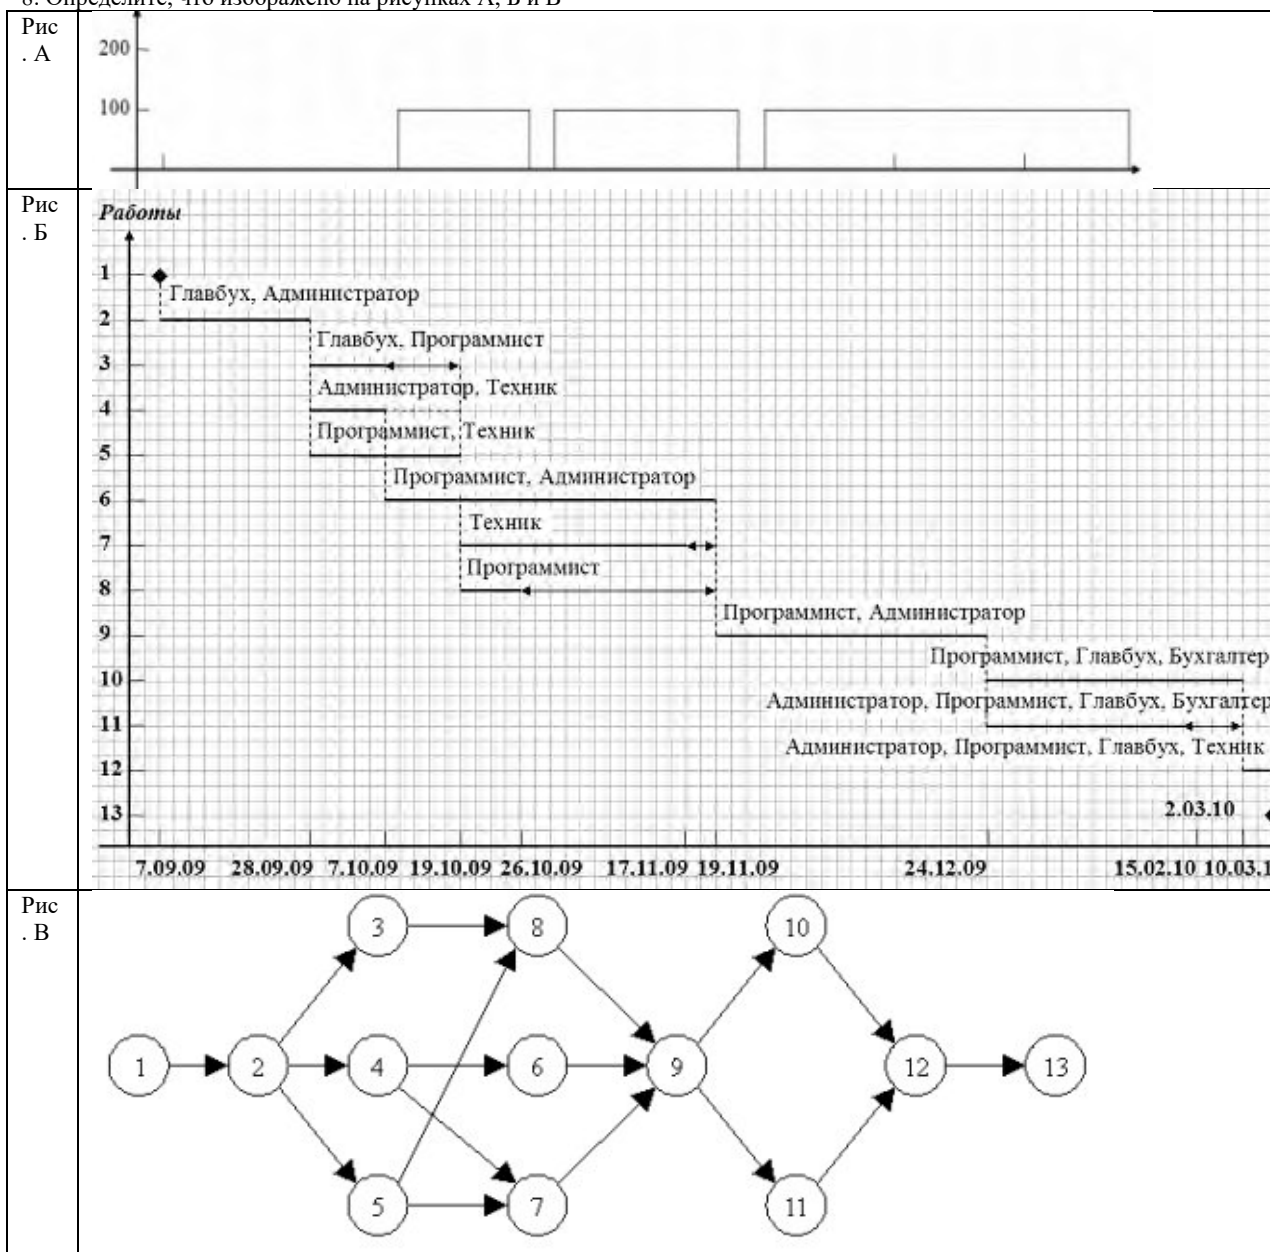 8. Определите, что изображено на рисунках А, Б и В
Рис
. А
200
100
Рис
. Б
Работы
1
Главбух, Администратор
2
Главбух, Программист
3
Администратор, Техник
4
Программист, Техник
5
Программист, Администратор
6
Техник
7
Программист
8
Программист, Администратор
9
Программист, Главбух, Бухгалтер
10
Администратор, Программист, Главбух, Бухгалтер
11
Администратор, Программист, Главбух, Техник
12
2.03.10
13
7.09.09 28.09.09 7.10.09 19.10.09 26.10.09 17.11.09 19.11.09 24.12.09 15.02.10 10.03.1
Рис
. В
3 8 10
1 2 4 6 9 12 13
5 7 11